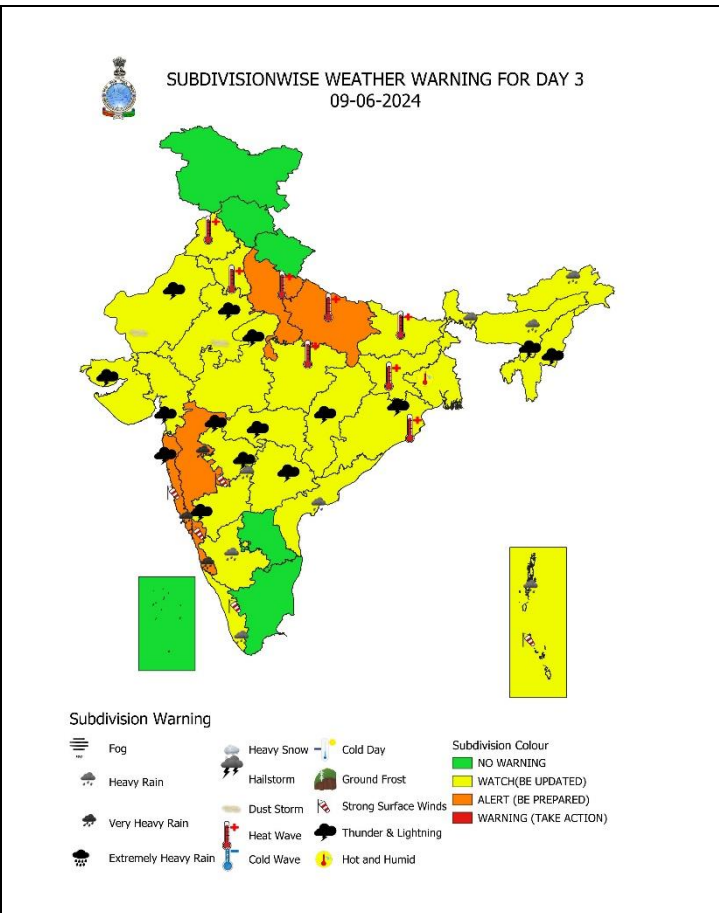 SUBDIVISIONWISE WEATHER WARNING FOR DAY 3
09-06-2024
Subdivision Warning
Fog
Heavy Rain
Very Heavy Rain
Extremely Heavy Rain
Heavy Snow
Hailstorm
Dust Storm
Heat Wave
Cold Wave
Cold Day
Ground Frost
Strong Surface Winds
Thunder & Lightning
Hot and Humid
Subdivision Colour
NO WARNING
WATCH(BE UPDATED)
ALERT (BE PREPARED)
WARNING (TAKE ACTION)